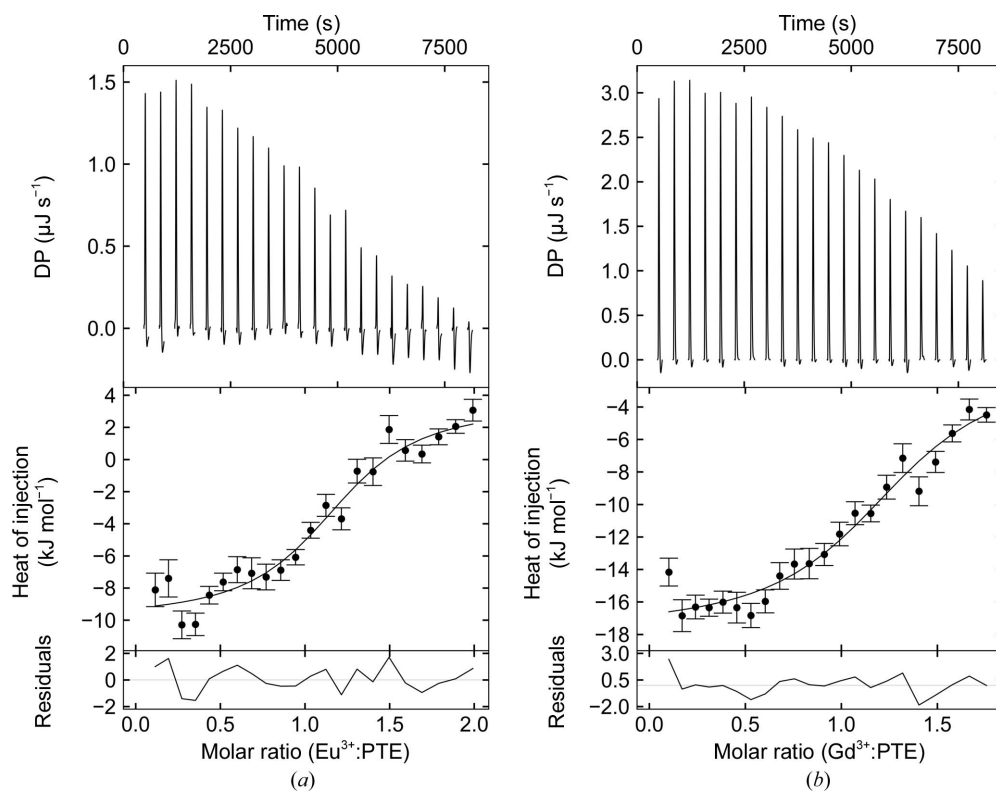 Time (s)
0 2500 5000 7500
1.5
1.0
0.5
0.0
DP (μJ s⁻¹)
4
2
0
−2
−4
−6
−8
−10
Heat of injection
(kJ mol⁻¹)
2
0
−2
Residuals
0.0 0.5 1.0 1.5 2.0
Molar ratio (Eu³⁺:PTE)
(a)
Time (s)
0 2500 5000 7500
3.0
2.5
2.0
1.5
1.0
0.5
0.0
DP (μJ s⁻¹)
−4
−6
−8
−10
−12
−14
−16
−18
Heat of injection
(kJ mol⁻¹)
3.0
0.5
−2.0
Residuals
0.0 0.5 1.0 1.5
Molar ratio (Gd³⁺:PTE)
(b)